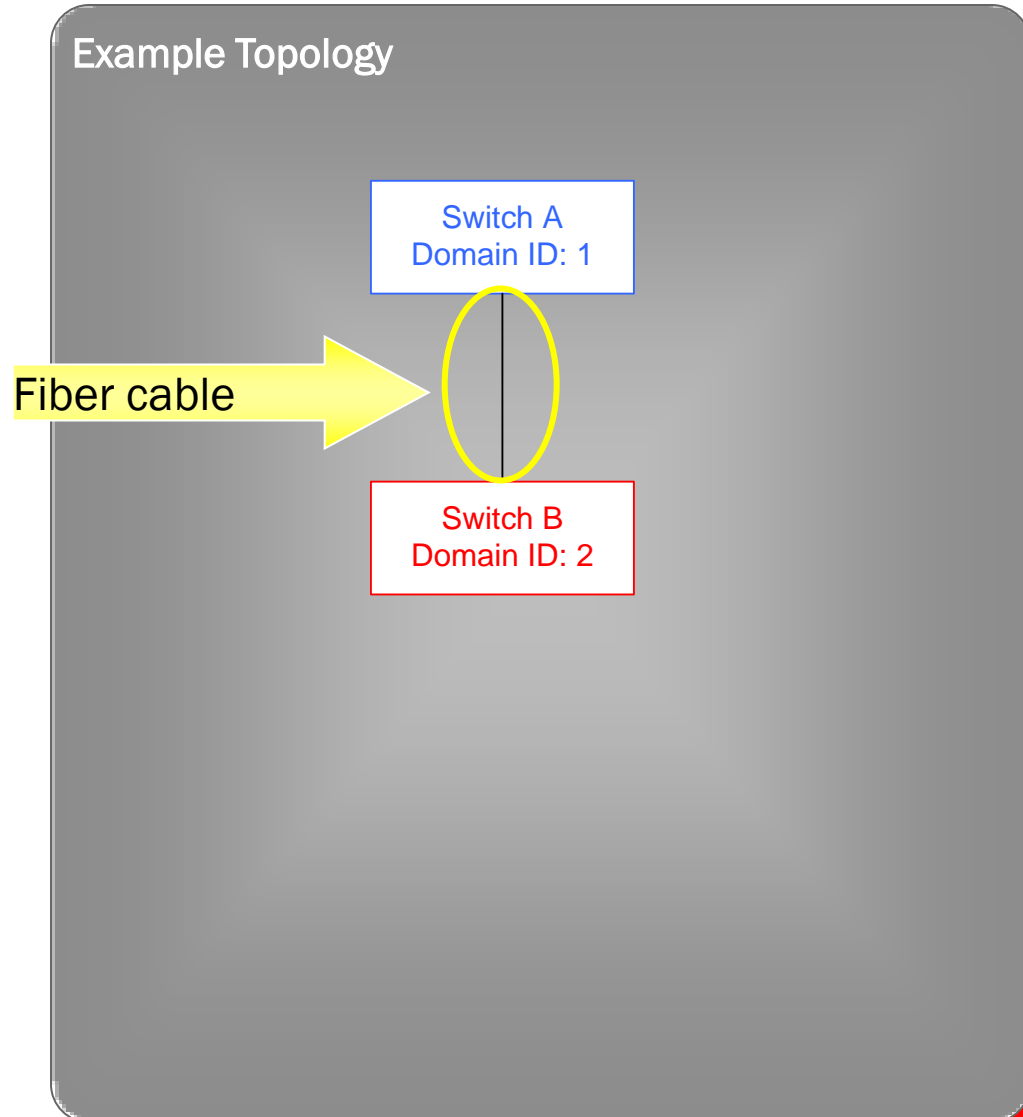 Example Topology
Switch A
Domain ID: 1
Fiber cable
Switch B
Domain ID: 2